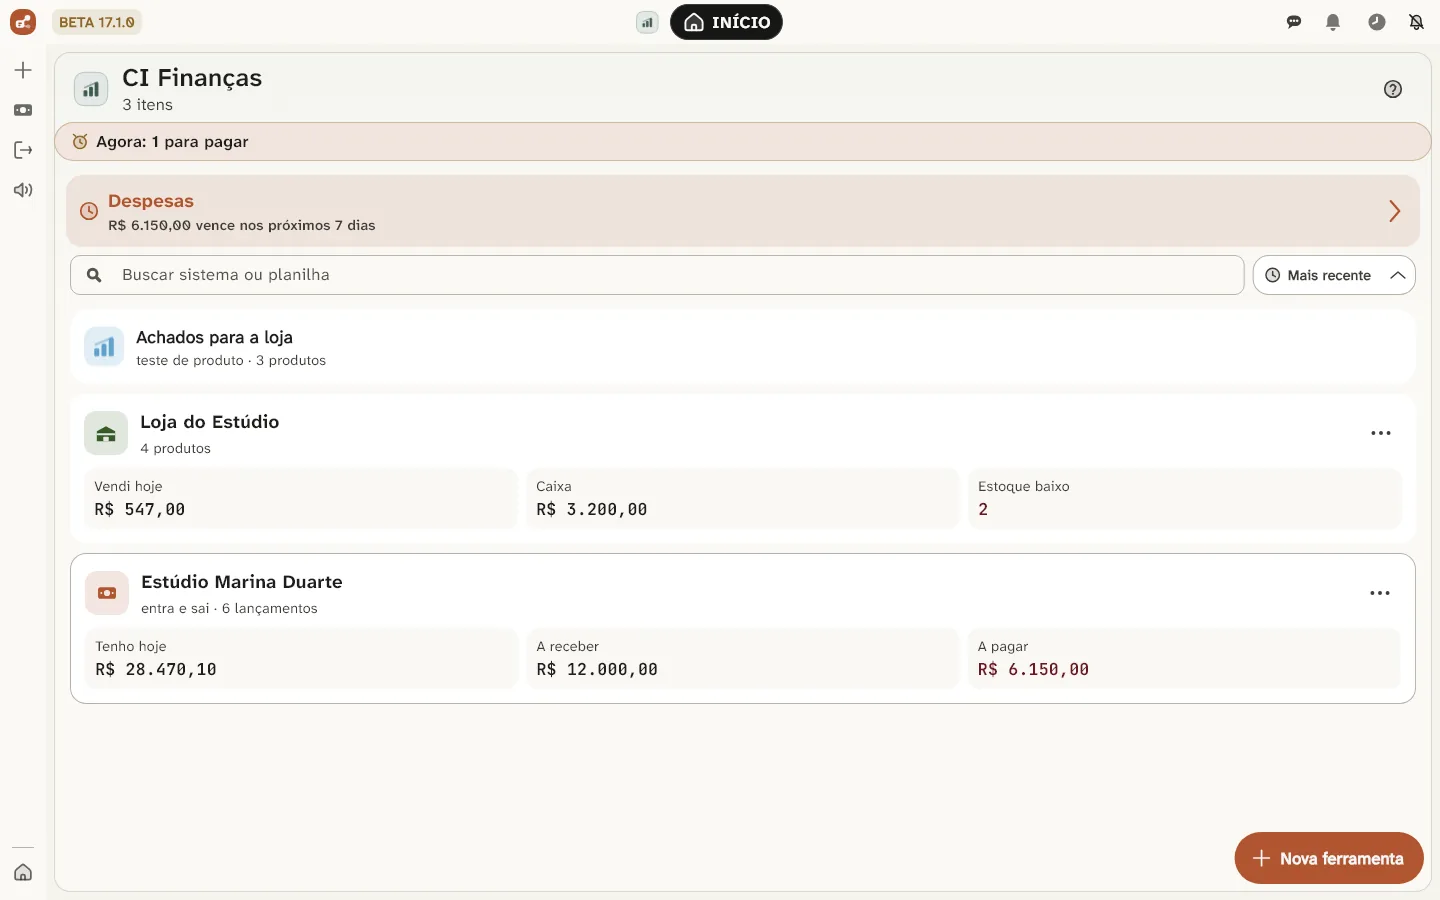 BETA 17.1.0
INÍCIO
CI Finanças
3 itens
Agora: 1 para pagar
Despesas
R$ 6.150,00 vence nos próximos 7 dias
Buscar sistema ou planilha
Mais recente
Achados para a loja
teste de produto · 3 produtos
Loja do Estúdio
4 produtos
Vendi hoje
R$ 547,00
Caixa
R$ 3.200,00
Estoque baixo
2
Estúdio Marina Duarte
entra e sai · 6 lançamentos
Tenho hoje
R$ 28.470,10
A receber
R$ 12.000,00
A pagar
R$ 6.150,00
Nova ferramenta